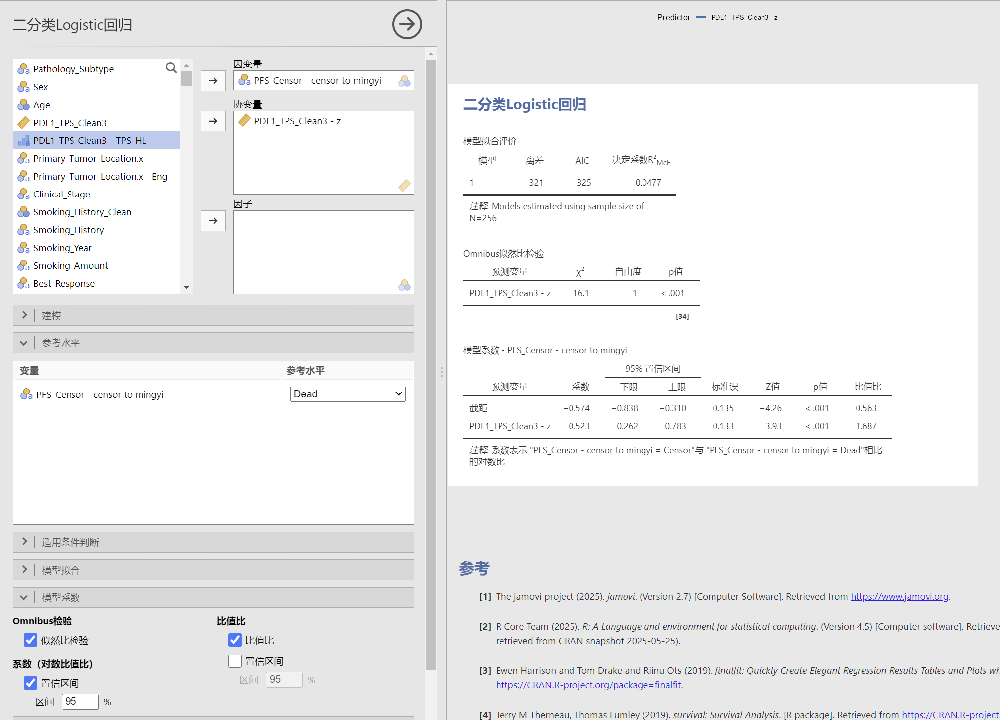 二分类Logistic回归
Pathology_Subtype
Sex
Age
PDL1_TPS_Clean3
PDL1_TPS_Clean3 - TPS_HL
Primary_Tumor_Location.x
Primary_Tumor_Location.x - Eng
Clinical_Stage
Smoking_History_Clean
Smoking_History
Smoking_Year
Smoking_Amount
Best_Response
因变量
PFS_Censor - censor to mingyi
协变量
PDL1_TPS_Clean3 - z
因子
建模
参考水平
变量 参考水平
PFS_Censor - censor to mingyi Dead
适用条件判断
模型拟合
模型系数
Omnibus检验 比值比
似然比检验 比值比
系数（对数比值比） 置信区间
置信区间 区间 95 %
区间 95 %
Predictor PDL1_TPS_Clean3 - z
二分类Logistic回归
模型拟合评价
模型 离差 AIC 决定系数R²McF
1 321 325 0.0477
注释. Models estimated using sample size of
N=256
Omnibus似然比检验
预测变量 χ² 自由度 p值
PDL1_TPS_Clean3 - z 16.1 1 < .001
[34]
模型系数 - PFS_Censor - censor to mingyi
95% 置信区间
预测变量 系数 下限 上限 标准误 Z值 p值 比值比
截距 −0.574 −0.838 −0.310 0.135 −4.26 < .001 0.563
PDL1_TPS_Clean3 - z 0.523 0.262 0.783 0.133 3.93 < .001 1.687
注释. 系数表示 "PFS_Censor - censor to mingyi = Censor"与 "PFS_Censor - censor to mingyi = Dead"相比
的对数比
参考
[1] The jamovi project (2025). jamovi. (Version 2.7) [Computer Software]. Retrieved from https://www.jamovi.org.
[2] R Core Team (2025). R: A Language and environment for statistical computing. (Version 4.5) [Computer software]. Retrieve
retrieved from CRAN snapshot 2025-05-25).
[3] Ewen Harrison and Tom Drake and Riinu Ots (2019). finalfit: Quickly Create Elegant Regression Results Tables and Plots wh
https://CRAN.R-project.org/package=finalfit.
[4] Terry M Therneau, Thomas Lumley (2019). survival: Survival Analysis. [R package]. Retrieved from https://CRAN.R-project.